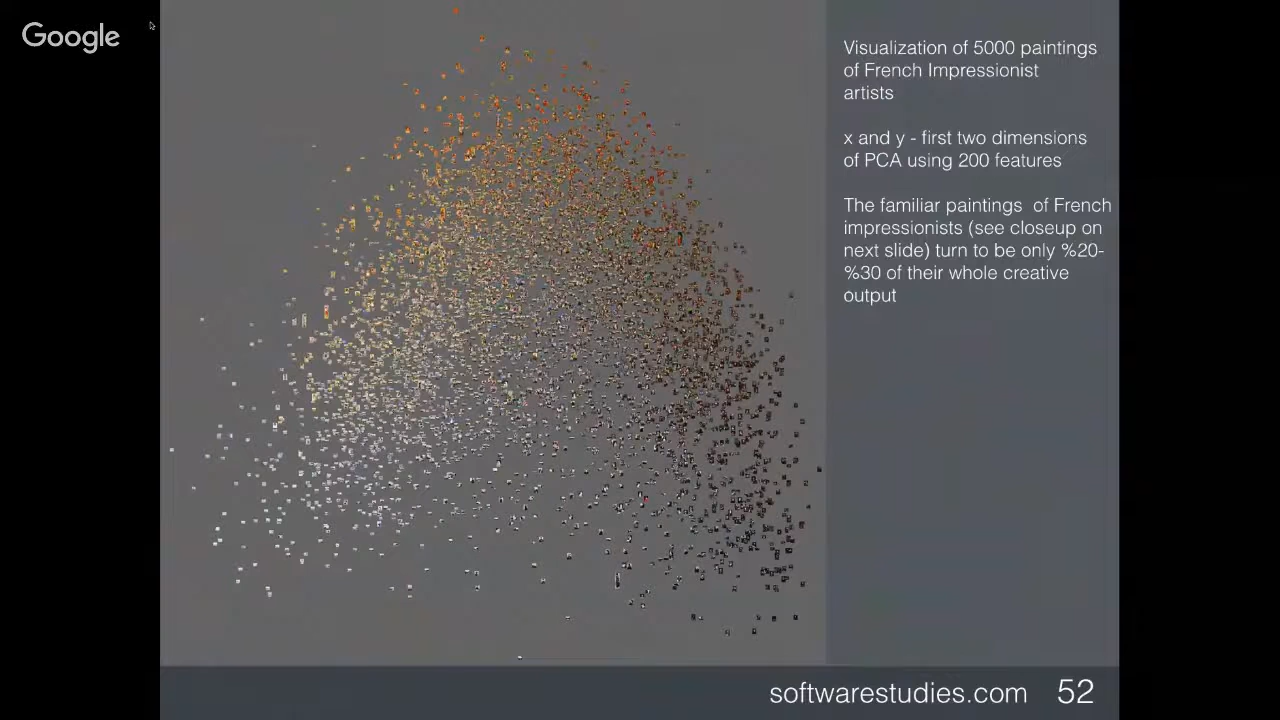 Google
Visualization of 5000 paintings
of French Impressionist
artists
x and y - first two dimensions
of PCA using 200 features
The familiar paintings  of French
impressionists (see closeup on
next slide) turn to be only %20-
%30 of their whole creative
output
softwarestudies.com 52